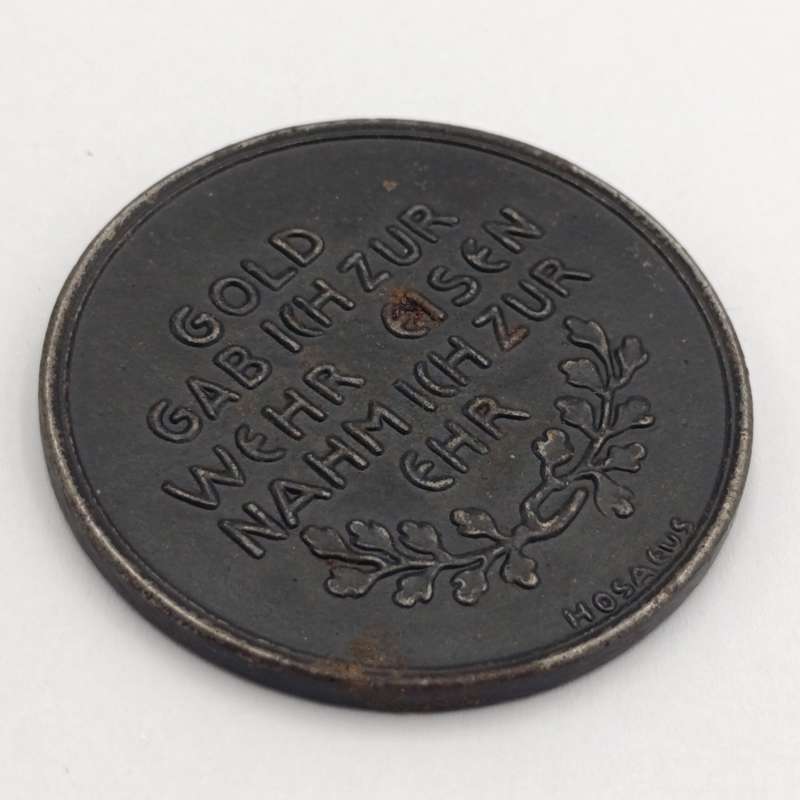 GOLD
GAB ICH ZUR
WEHR EISEN
NAHM ICH ZUR
EHR
HOSAEUS